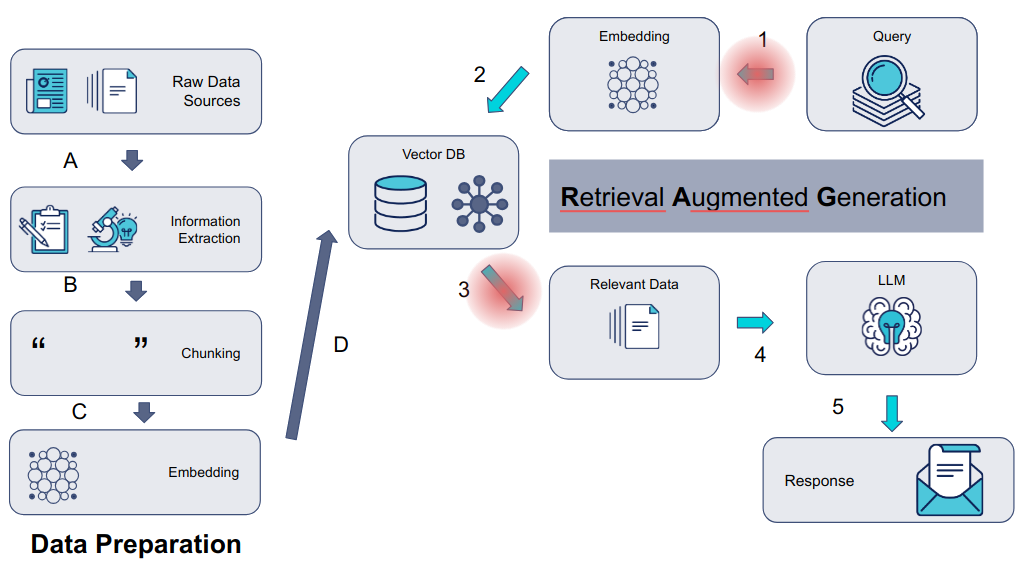 Raw Data
Sources
A
Information
Extraction
B
“ ” Chunking
C
Embedding
Data Preparation
D
Query
1
Embedding
2
Vector DB
Retrieval Augmented Generation
3
Relevant Data
4
LLM
5
Response